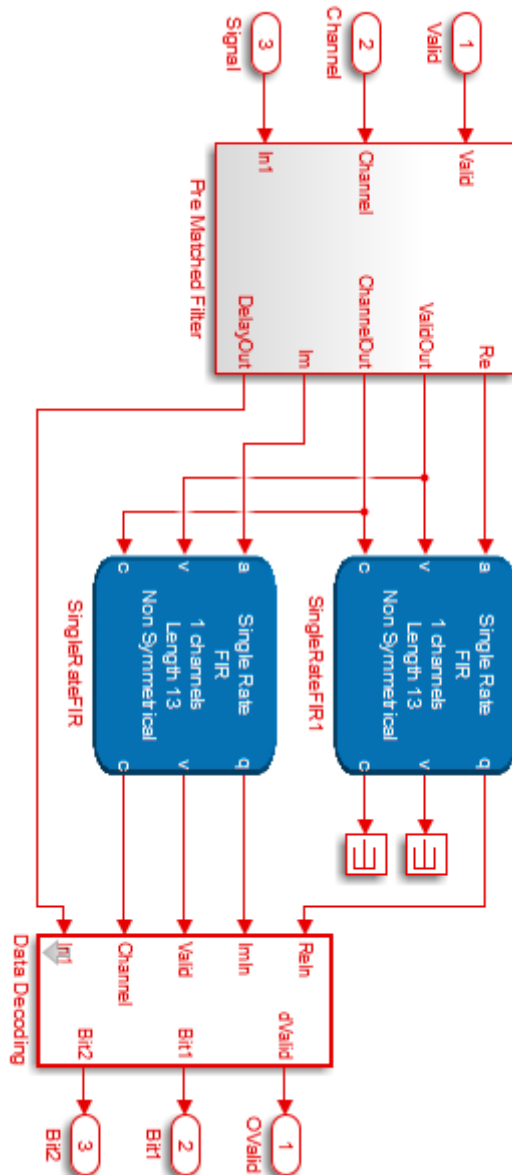 1
Valid
2
Channel
3
Signal
Valid
Channel
In1
Re
ValidOut
ChannelOut
Im
DelayOut
Pre Matched Filter
a
v
c
Single Rate
FIR
1 channels
Length 13
Non Symmetrical
q
v
c
SingleRateFIR1
a
v
c
Single Rate
FIR
1 channels
Length 13
Non Symmetrical
q
v
c
SingleRateFIR
ReIn
ImIn
Valid
Channel
In1
dValid
Bit1
Bit2
Data Decoding
1
OValid
2
Bit1
3
Bit2